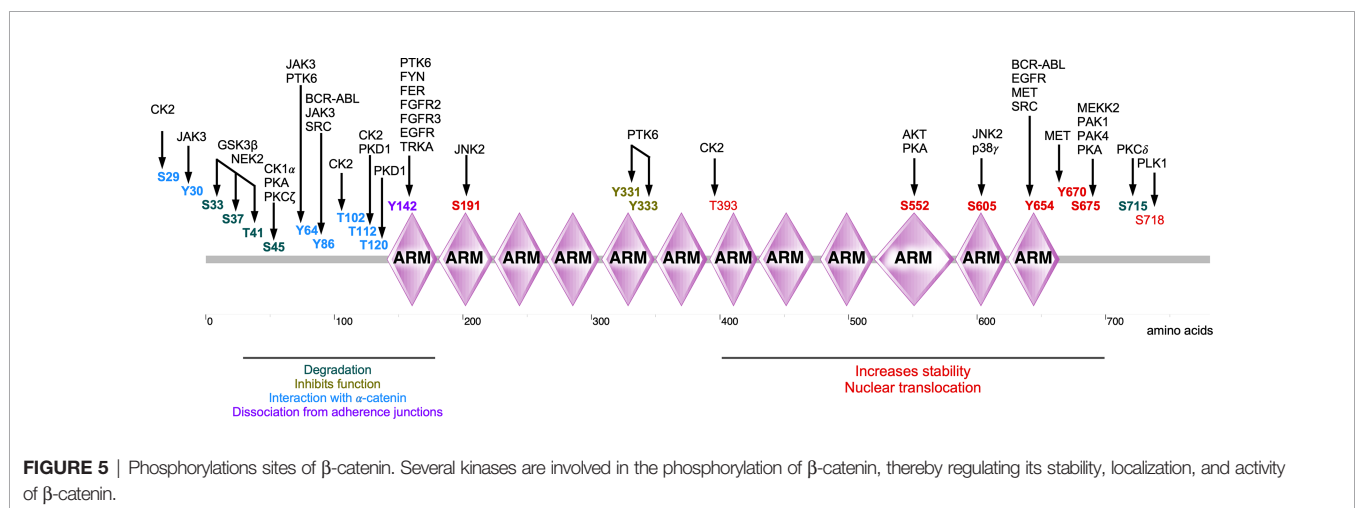 JAK3
PTK6
BCR-ABL
JAK3
SRC
PTK6
FYN
FER
FGFR2
FGFR3
EGFR
TRKA
BCR-ABL
EGFR
MET
SRC
CK2
JAK3
GSK3β
NEK2
CK1α
PKA
PKCζ
CK2
CK2
PKD1
PKD1
JNK2
PTK6
CK2
AKT
PKA
JNK2
p38γ
MET
MEKK2
PAK1
PAK4
PKA
PKCδ
PLK1
S29
Y30
S33
S37
T41
S45
Y64
Y86
T102
T112
T120
Y142
S191
Y331
Y333
T393
S552
S605
Y654
Y670
S675
S715
S718
ARM ARM ARM ARM ARM ARM ARM ARM ARM ARM ARM ARM
0 100 200 300 400 500 600 700
amino acids
Degradation
Inhibits function
Interaction with α-catenin
Dissociation from adherence junctions
Increases stability
Nuclear translocation
FIGURE 5 | Phosphorylations sites of β-catenin. Several kinases are involved in the phosphorylation of β-catenin, thereby regulating its stability, localization, and activity
of β-catenin.